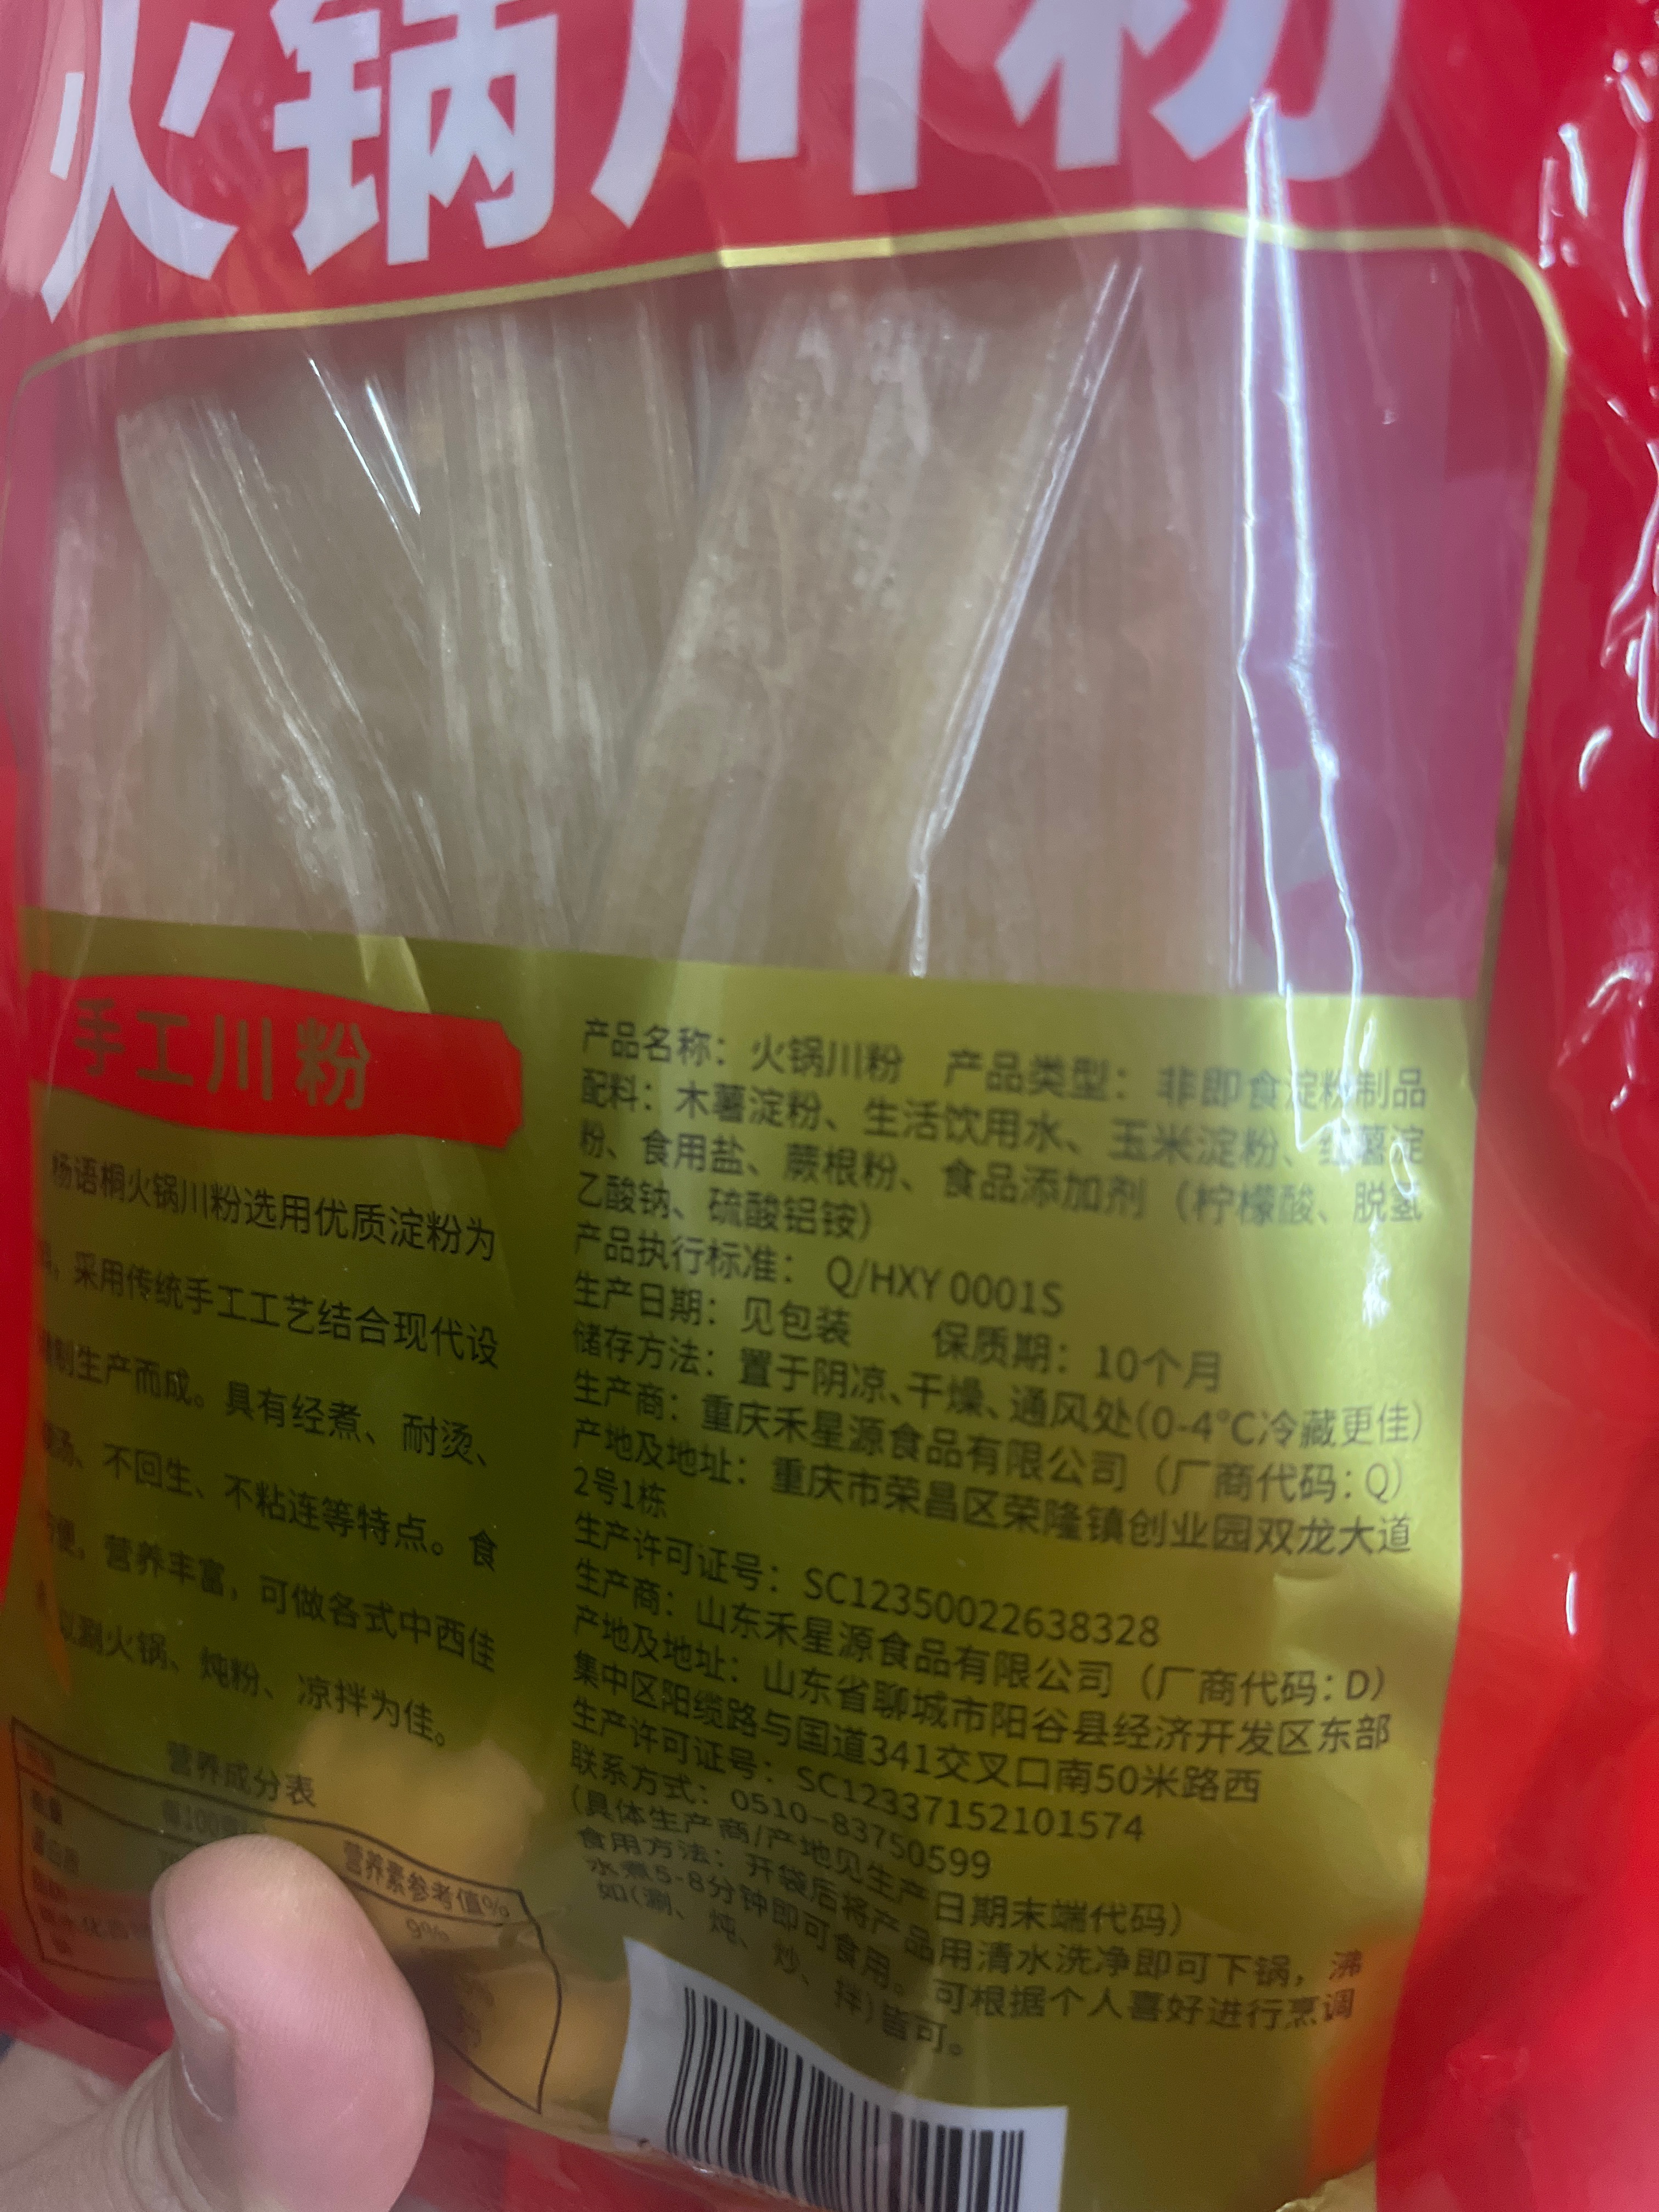 火锅川粉
手工川粉
杨语桐火锅川粉选用优质淀粉为
采用传统手工工艺结合现代设
制生产而成。具有经煮、耐烫、
汤、不回生、不粘连等特点。食
便，营养丰富，可做各式中西佳
以涮火锅、炖粉、凉拌为佳。
营养成分表
每100 营养素参考值%
能量 9%
蛋白质
产品名称：火锅川粉 产品类型：非即食淀粉制品
配料：木薯淀粉、生活饮用水、玉米淀粉、红薯淀
粉、食用盐、蕨根粉、食品添加剂（柠檬酸、脱氢
乙酸钠、硫酸铝铵）
产品执行标准：Q/HXY 0001S
生产日期：见包装 保质期：10个月
储存方法：置于阴凉、干燥、通风处(0-4℃冷藏更佳)
生产商：重庆禾星源食品有限公司（厂商代码：Q）
产地及地址：重庆市荣昌区荣隆镇创业园双龙大道
2号1栋
生产许可证号：SC12350022638328
生产商：山东禾星源食品有限公司（厂商代码：D）
产地及地址：山东省聊城市阳谷县经济开发区东部
集中区阳缆路与国道341交叉口南50米路西
生产许可证号：SC12337152101574
联系方式：0510-83750599
(具体生产商/产地见生产日期末端代码)
食用方法：开袋后将产品用清水洗净即可下锅，沸
水煮5-8分钟即可食用。可根据个人喜好进行烹调
如(涮、炖、炒、拌)皆可。